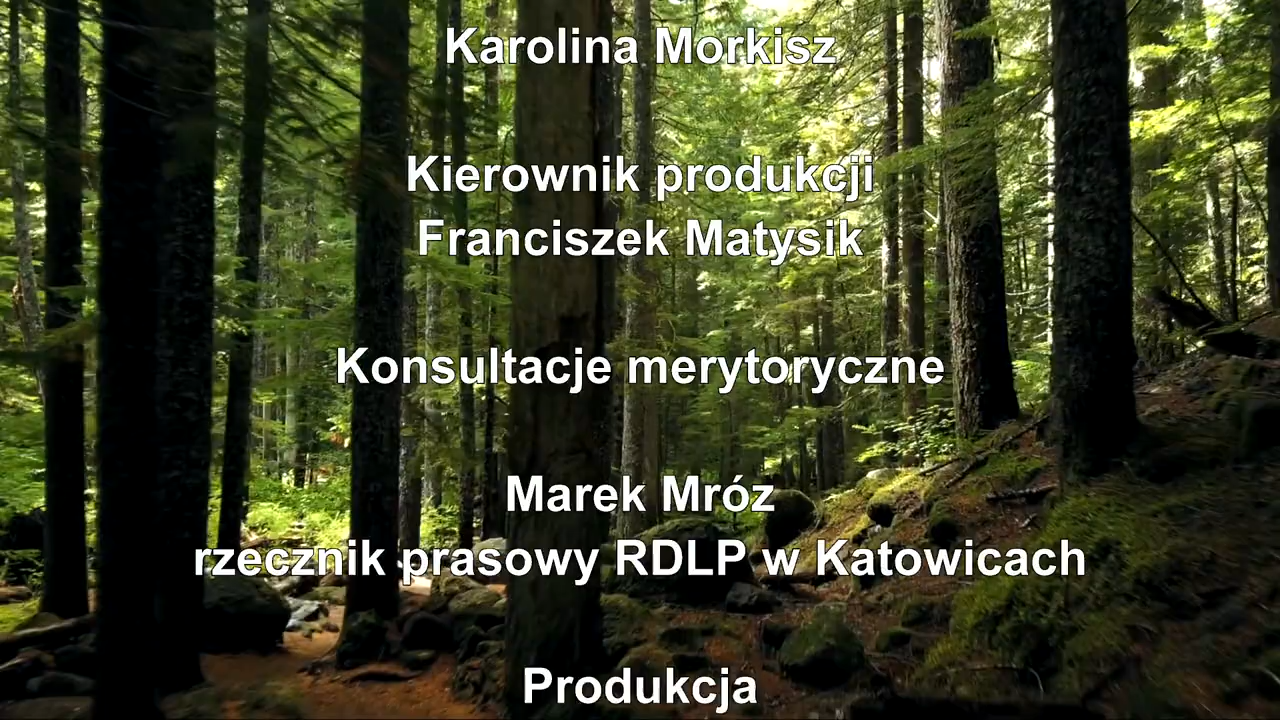 Karolina Morkisz
Kierownik produkcji
Franciszek Matysik
Konsultacje merytoryczne
Marek Mróz
rzecznik prasowy RDLP w Katowicach
Produkcja